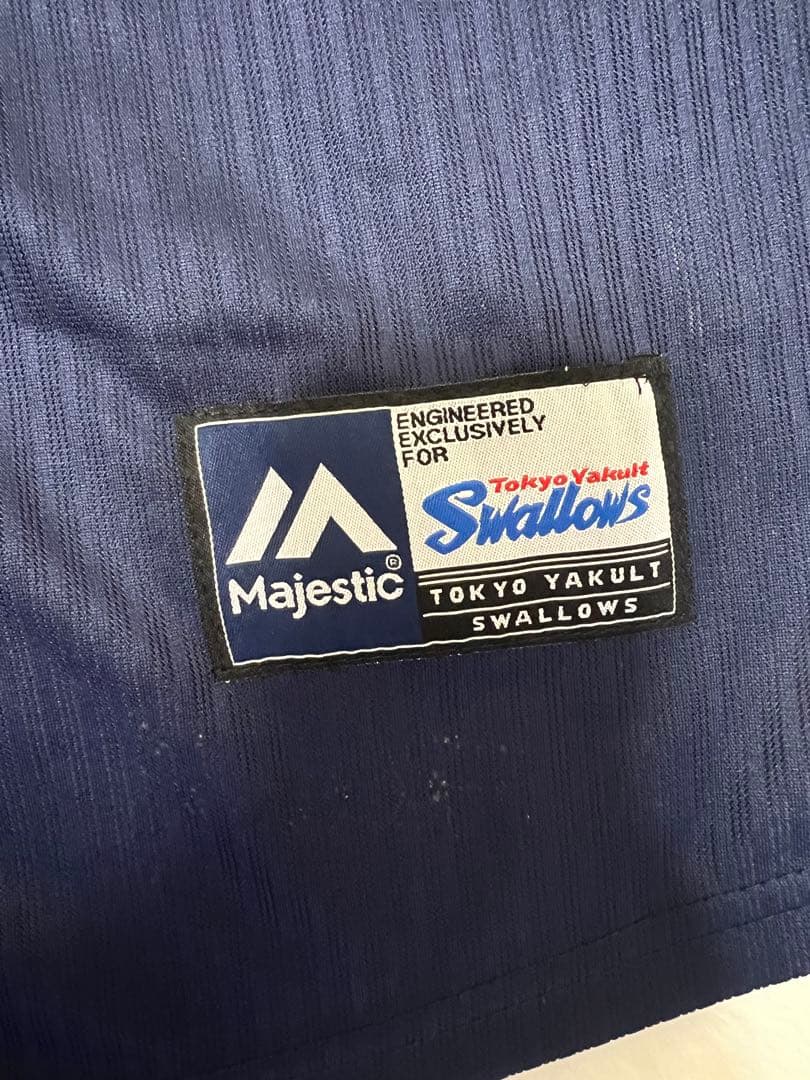 ENGINEERED
EXCLUSIVELY
FOR
Tokyo Yakult
Swallows
Majestic®
TOKYO YAKULT
SWALLOWS